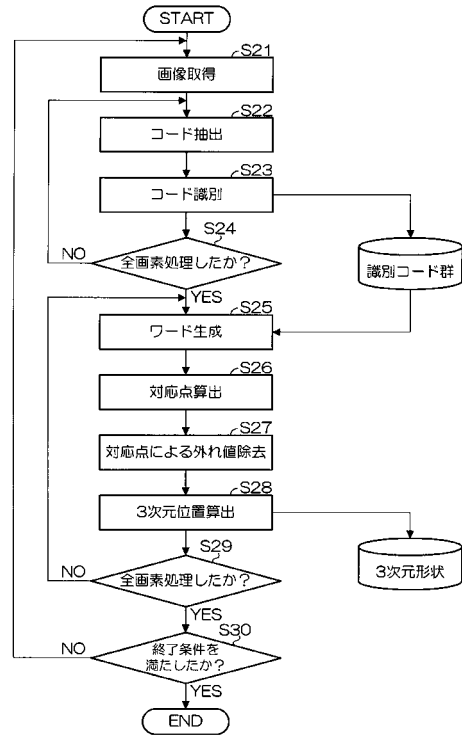 START
S21
画像取得
S22
コード抽出
S23
コード識別
S24
全画素処理したか？
NO
YES
識別コード群
S25
ワード生成
S26
対応点算出
S27
対応点による外れ値除去
S28
3次元位置算出
S29
全画素処理したか？
NO
YES
3次元形状
S30
終了条件を
満たしたか？
NO
YES
END